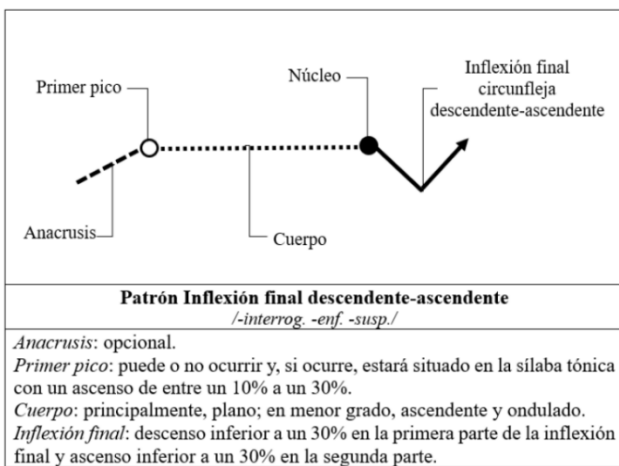 Primer pico
Núcleo
Inflexión final
circunfleja
descendente-ascendente
Anacrusis
Cuerpo
Patrón Inflexión final descendente-ascendente
/-interrog. -enf. -susp./
Anacrusis: opcional.
Primer pico: puede o no ocurrir y, si ocurre, estará situado en la sílaba tónica
con un ascenso de entre un 10% a un 30%.
Cuerpo: principalmente, plano; en menor grado, ascendente y ondulado.
Inflexión final: descenso inferior a un 30% en la primera parte de la inflexión
final y ascenso inferior a un 30% en la segunda parte.